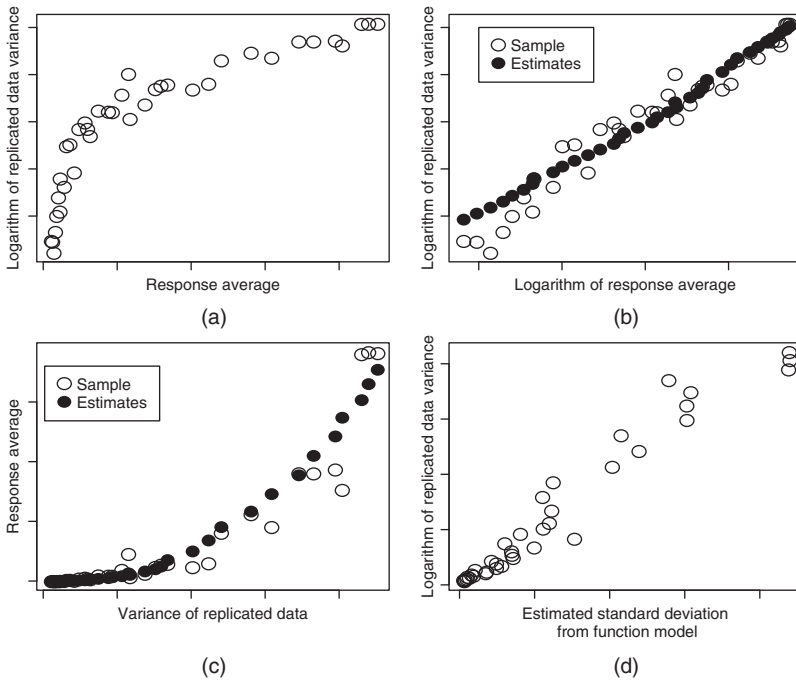 Logarithm of replicated data variance
Response average
(a)
Logarithm of replicated data variance
Sample
Estimates
Logarithm of response average
(b)
Response average
Sample
Estimates
Variance of replicated data
(c)
Logarithm of replicated data variance
Estimated standard deviation
from function model
(d)